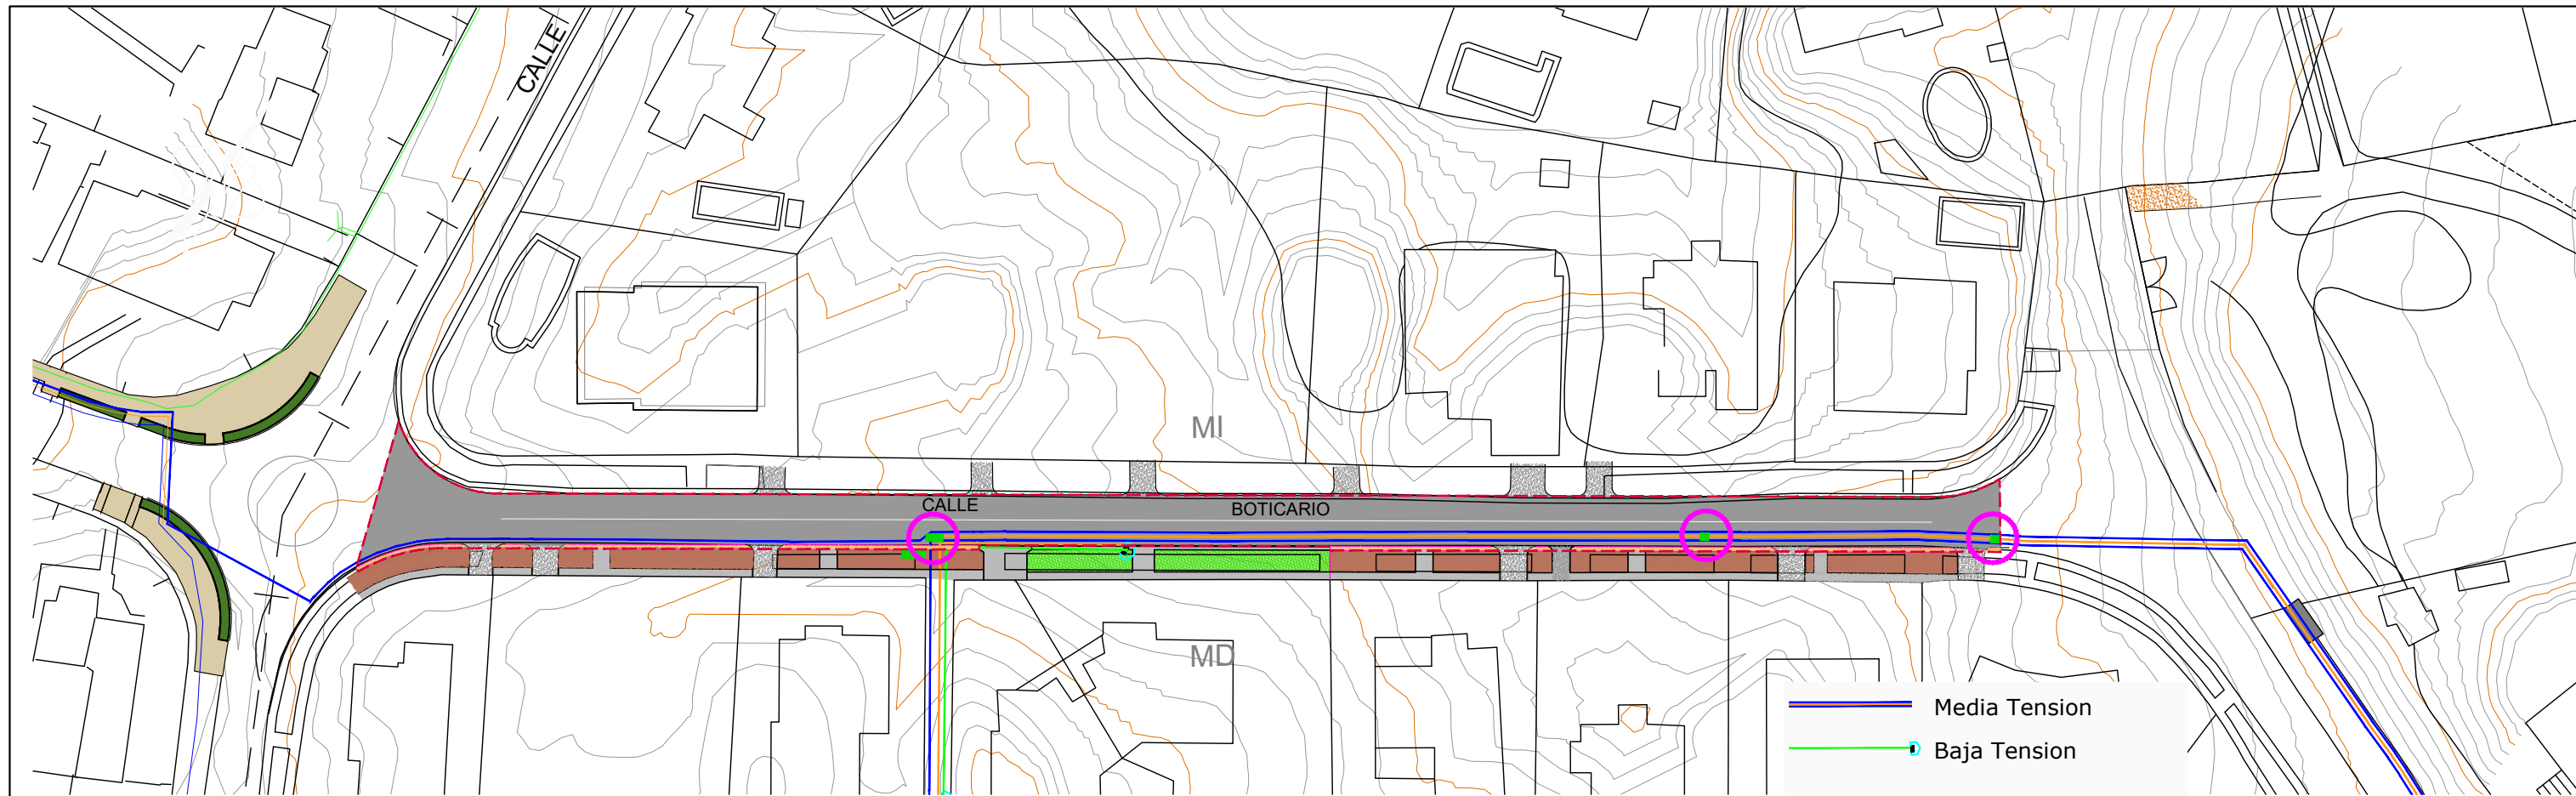 CALLE
MI
CALLE BOTICARIO
MD
Media Tension
Baja Tension